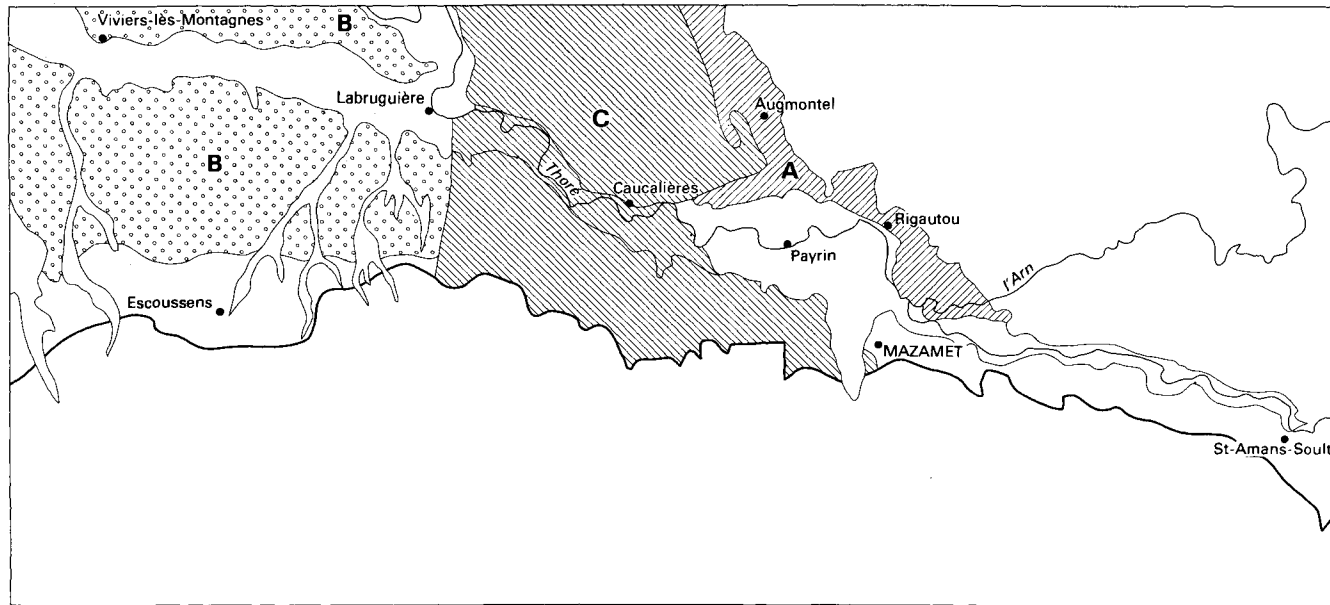 Viviers-lès-Montagnes
B
Labruguière
Augmontel
C
B
Thoré
Caucalières
A
Rigautou
Payrin
l'Arn
Escoussens
MAZAMET
St-Amans-Soult